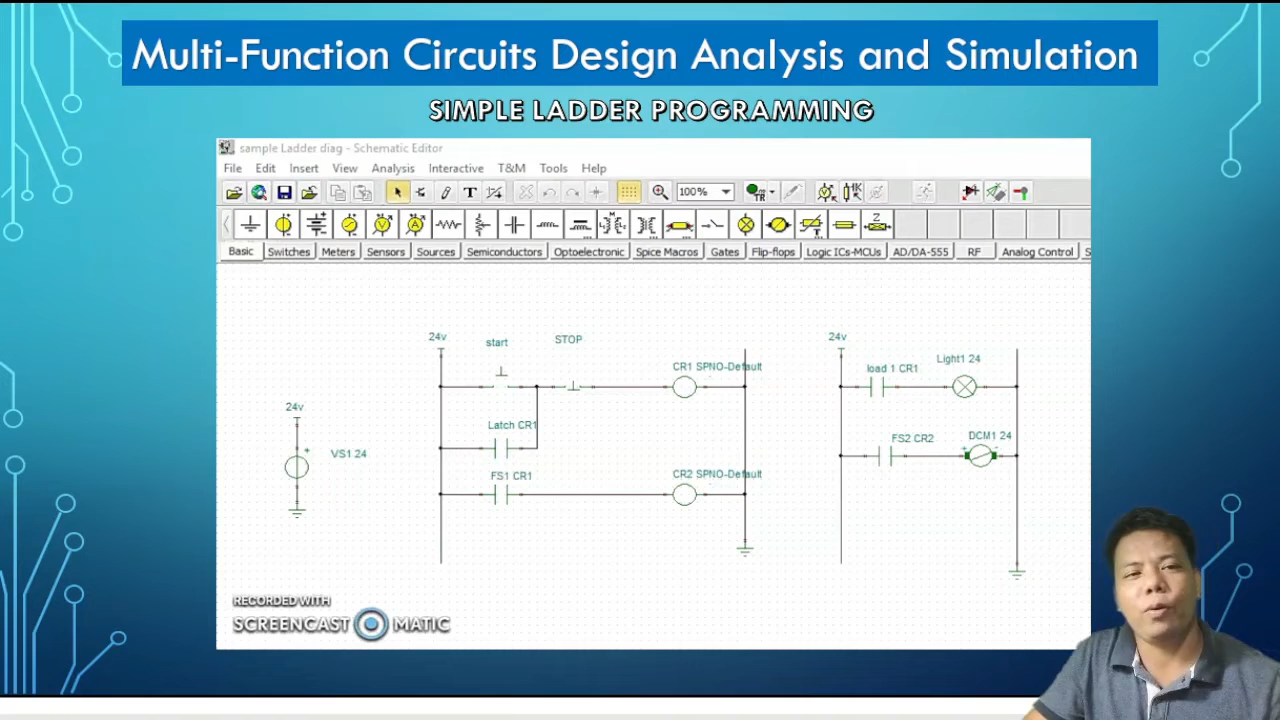 Multi-Function Circuits Design Analysis and Simulation
SIMPLE LADDER PROGRAMMING
sample Ladder diag - Schematic Editor
File Edit Insert View Analysis Interactive T&M Tools Help
100%
Basic Switches Meters Sensors Sources Semiconductors Optoelectronic Spice Macros Gates Flip-flops Logic ICs-MCUs AD/DA-555 RF Analog Control S
24v
start
STOP
CR1 SPNO-Default
Latch CR1
FS1 CR1
CR2 SPNO-Default
24v
VS1 24
24v
load 1 CR1
Light1 24
FS2 CR2
DCM1 24
RECORDED WITH
SCREENCAST MATIC